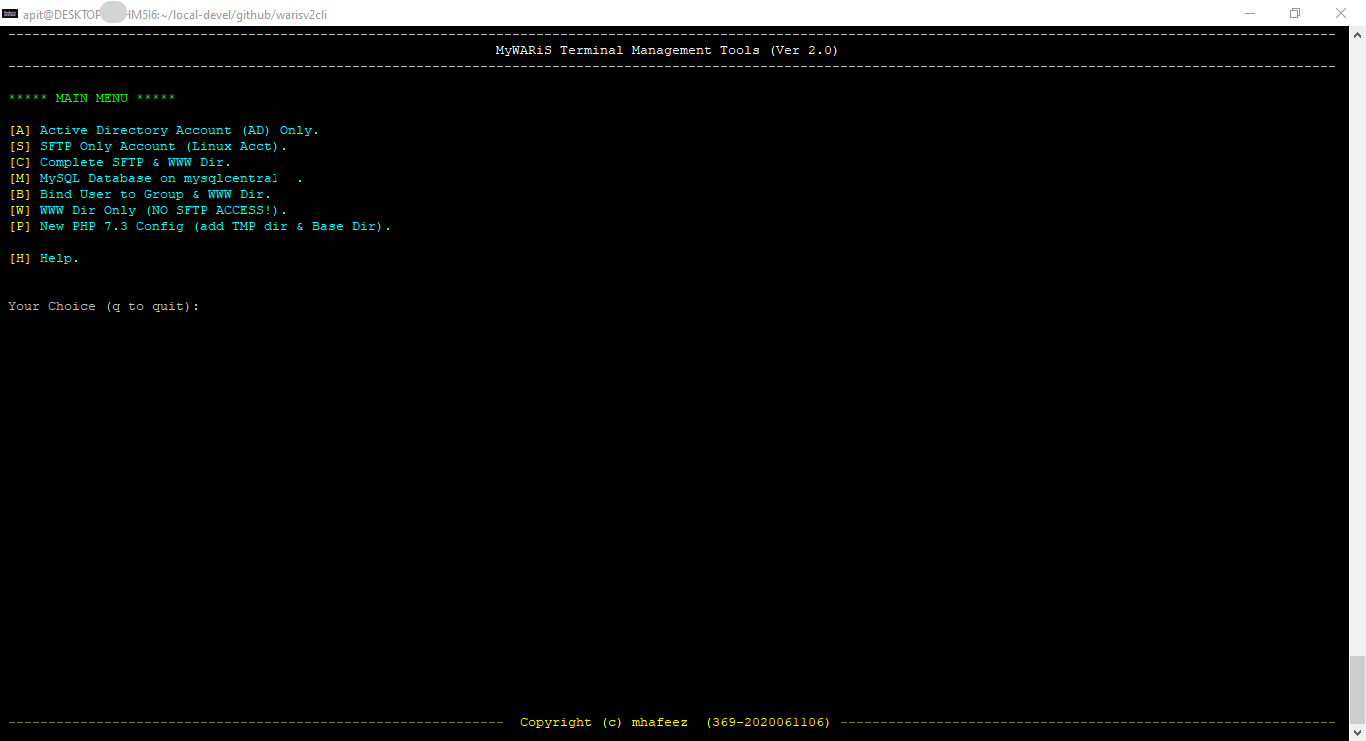 apit@DESKTOP HM5I6:~/local-devel/github/warisv2cli
MyWARiS Terminal Management Tools (Ver 2.0)
***** MAIN MENU *****
[A] Active Directory Account (AD) Only.
[S] SFTP Only Account (Linux Acct).
[C] Complete SFTP & WWW Dir.
[M] MySQL Database on mysqlcentral .
[B] Bind User to Group & WWW Dir.
[W] WWW Dir Only (NO SFTP ACCESS!).
[P] New PHP 7.3 Config (add TMP dir & Base Dir).
[H] Help.
Your Choice (q to quit):
Copyright (c) mhafeez (369-2020061106)